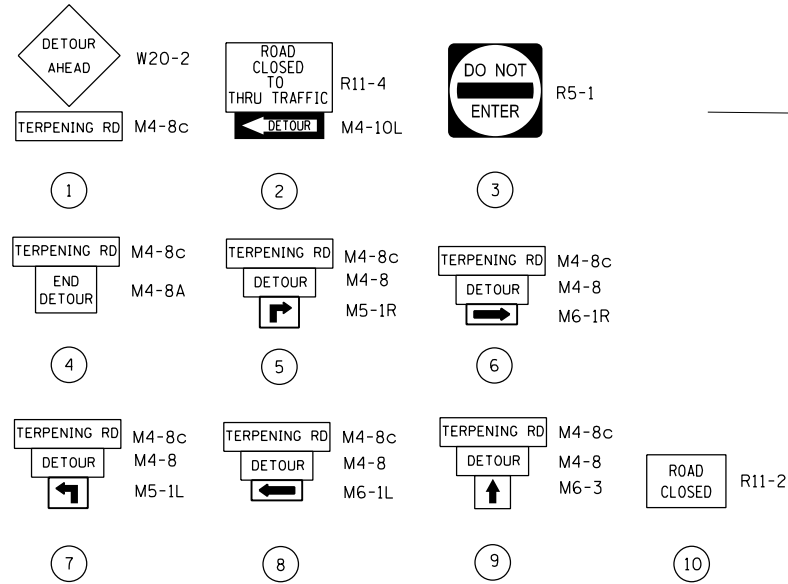 DETOUR
AHEAD
W20-2
TERPENING RD
M4-8c
1
ROAD
CLOSED
TO
THRU TRAFFIC
R11-4
DETOUR
M4-10L
2
DO NOT
ENTER
R5-1
3
TERPENING RD
M4-8c
END
DETOUR
M4-8A
4
TERPENING RD
M4-8c
DETOUR
M4-8
M5-1R
5
TERPENING RD
M4-8c
DETOUR
M4-8
M6-1R
6
TERPENING RD
M4-8c
DETOUR
M4-8
M5-1L
7
TERPENING RD
M4-8c
DETOUR
M4-8
M6-1L
8
TERPENING RD
M4-8c
DETOUR
M4-8
M6-3
9
ROAD
CLOSED
R11-2
10